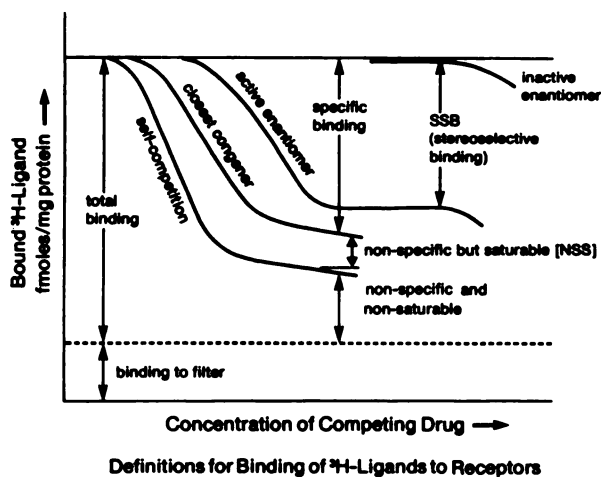 Bound ³H-Ligand
fmoles/mg protein
self-competition
closest congener
active enantiomer
specific
binding
SSB
(stereoselective
binding)
inactive
enantiomer
total
binding
non-specific but saturable [NSS]
non-specific and
non-saturable
binding to filter
Concentration of Competing Drug
Definitions for Binding of ³H-Ligands to Receptors